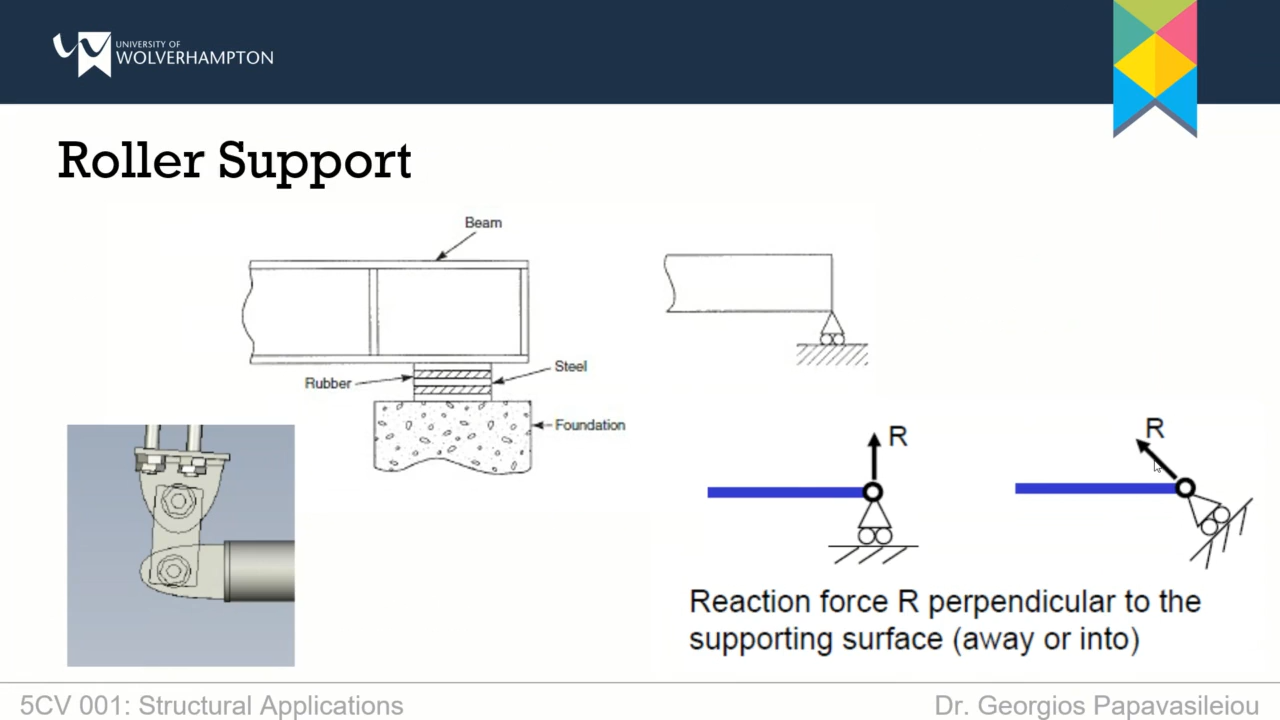 UNIVERSITY OF
WOLVERHAMPTON
Roller Support
Beam
Rubber
Steel
Foundation
R
R
Reaction force R perpendicular to the
supporting surface (away or into)
5CV 001: Structural Applications
Dr. Georgios Papavasileiou